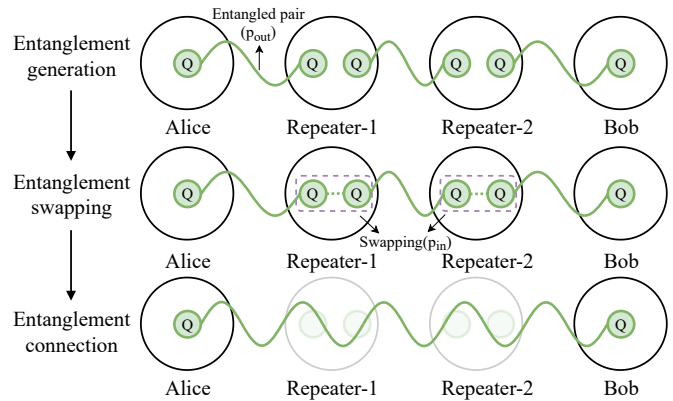 Entangled pair
(pout)
Entanglement
generation
Q
Q
Q
Q
Q
Q
Alice
Repeater-1
Repeater-2
Bob
Entanglement
swapping
Q
Q
Q
Q
Q
Q
Swapping(pin)
Alice
Repeater-1
Repeater-2
Bob
Entanglement
connection
Q
Q
Alice
Repeater-1
Repeater-2
Bob